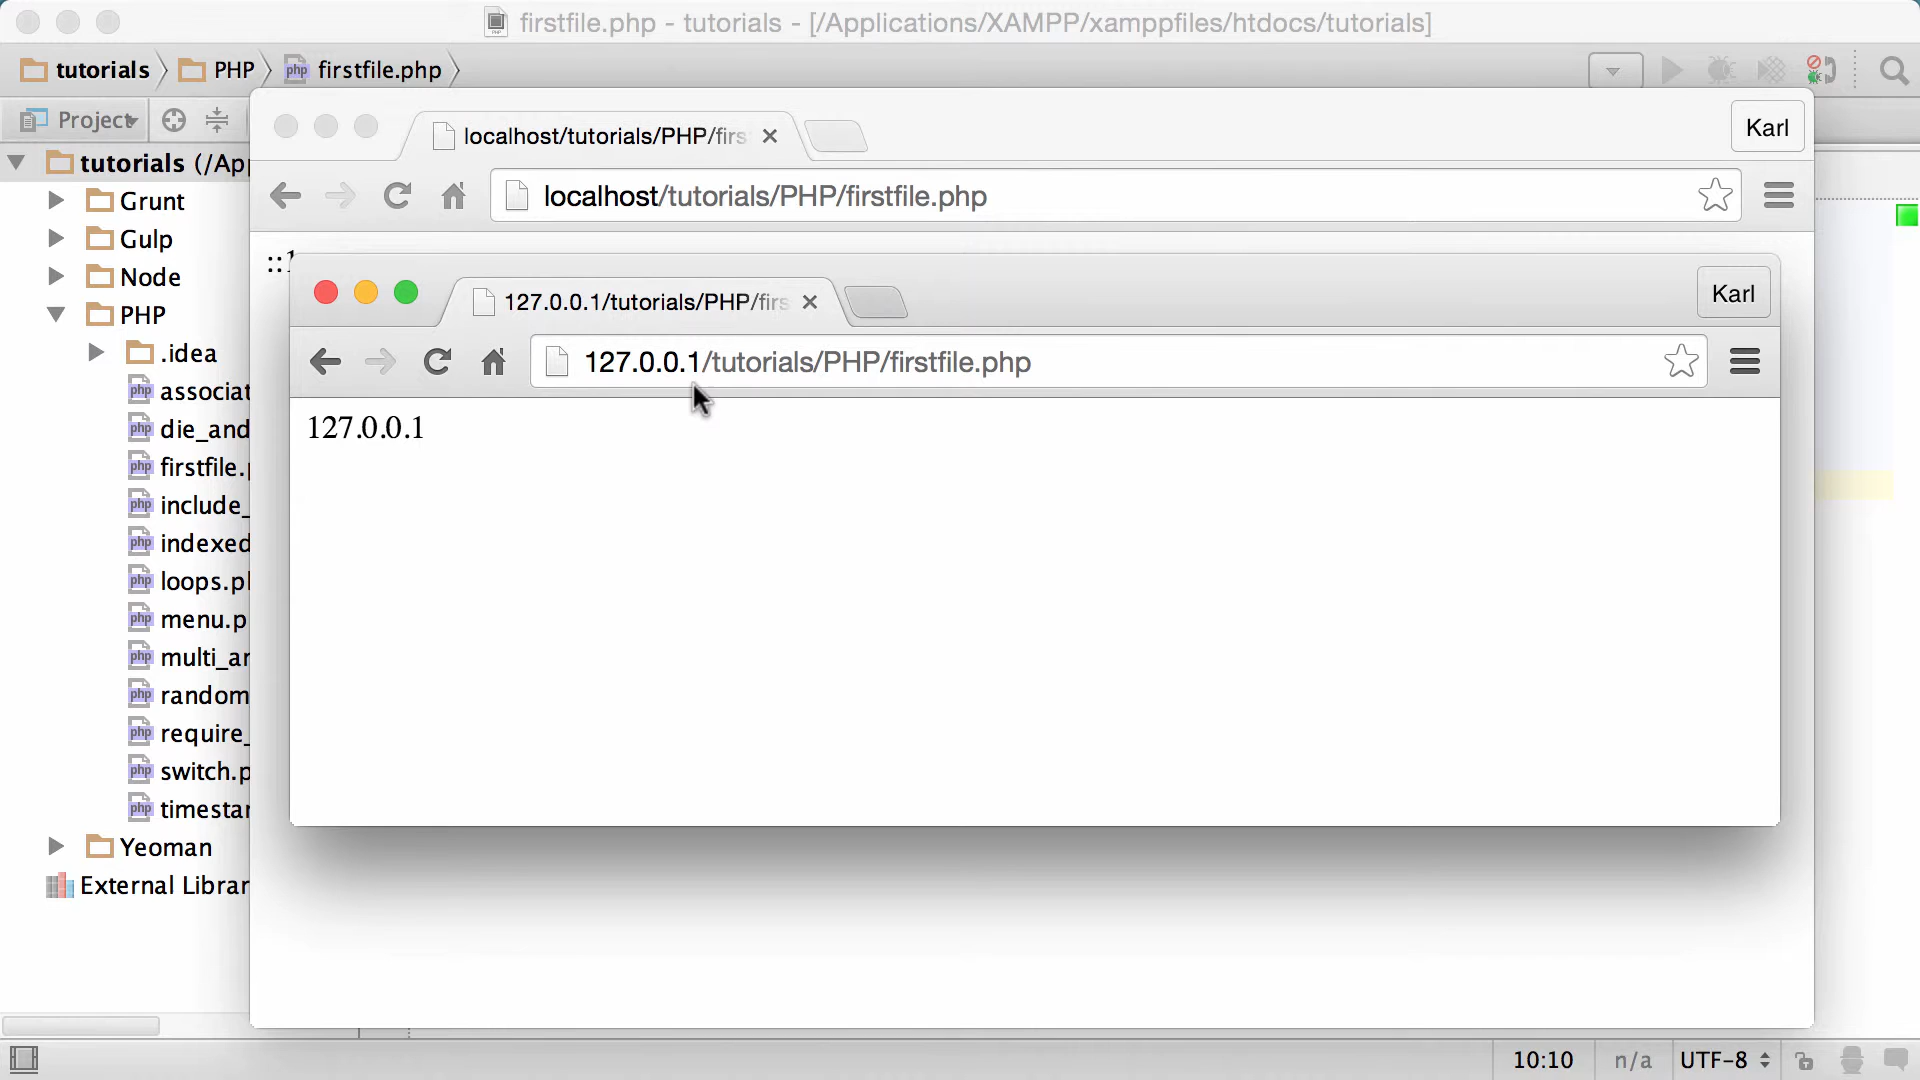 firstfile.php - tutorials - [/Applications/XAMPP/xamppfiles/htdocs/tutorials]
tutorials PHP firstfile.php
Project
localhost/tutorials/PHP/firs
Karl
tutorials (/App
localhost/tutorials/PHP/firstfile.php
Grunt
Gulp
::1
Node
127.0.0.1/tutorials/PHP/firs
Karl
PHP
.idea
127.0.0.1/tutorials/PHP/firstfile.php
associat
die_and
127.0.0.1
firstfile.p
include_
indexed
loops.pl
menu.p
multi_ar
random
require_
switch.p
timestar
Yeoman
External Librar
10:10 n/a UTF-8